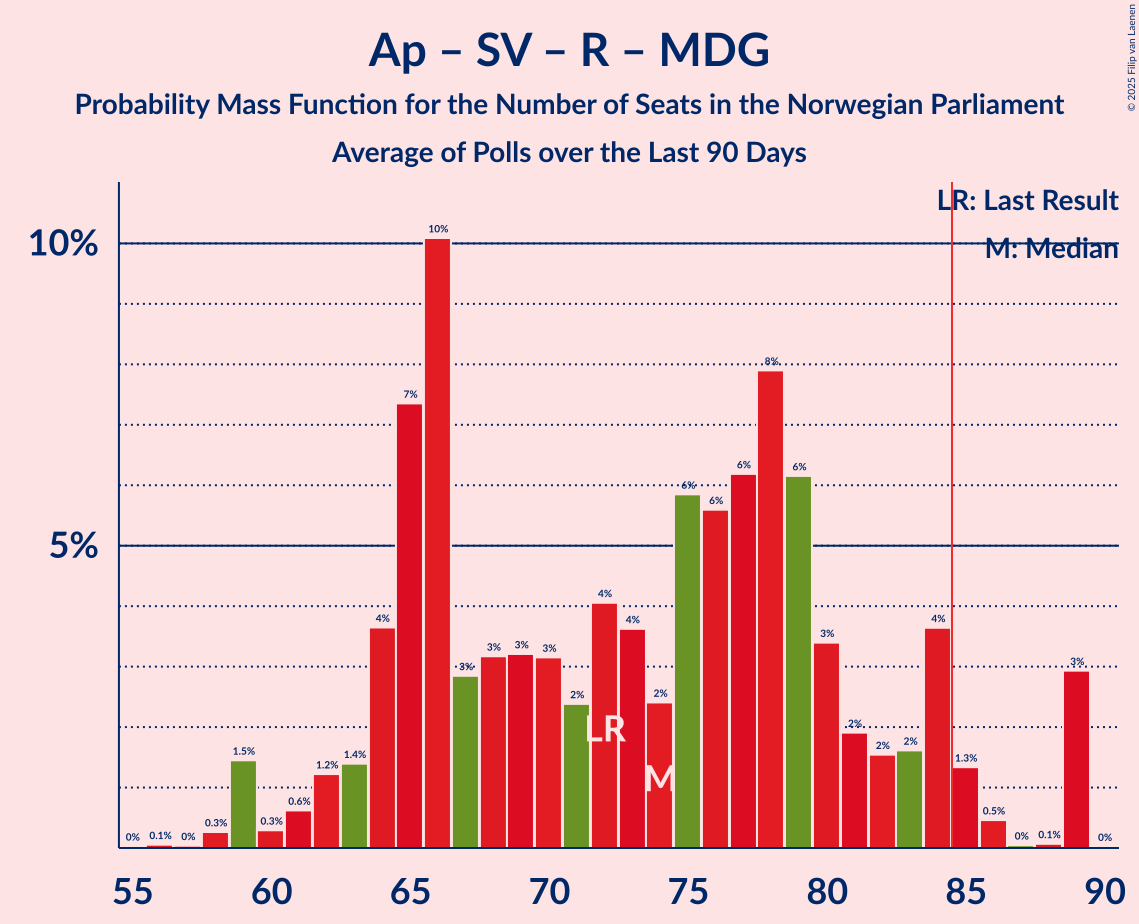 Ap – SV – R – MDG
Probability Mass Function for the Number of Seats in the Norwegian Parliament
Average of Polls over the Last 90 Days
© 2025 Filip van Laenen
LR: Last Result
M: Median
10%
5%
0% 0.1% 0% 0.3% 1.5% 0.3% 0.6% 1.2% 1.4% 4% 7% 10% 3% 3% 3% 3% 2% 4% 4% 2% 6% 6% 6% 8% 6% 3% 2% 2% 2% 4% 1.3% 0.5% 0% 0.1% 3% 0%
LR
M
55 60 65 70 75 80 85 90